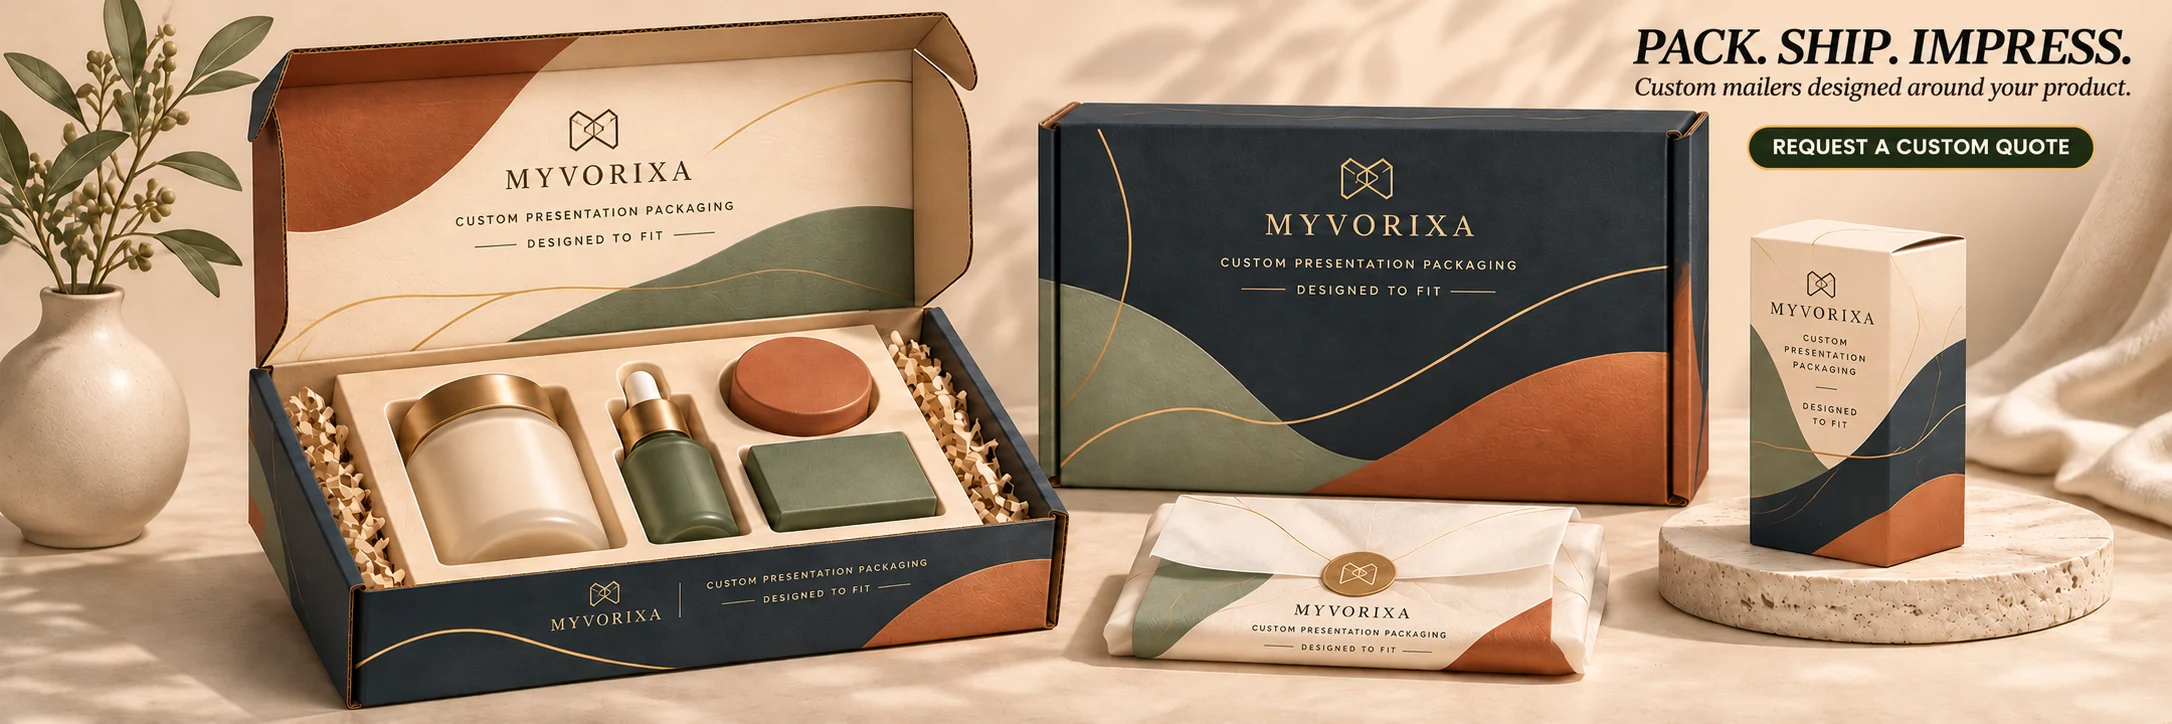 PACK. SHIP. IMPRESS.
Custom mailers designed around your product.
REQUEST A CUSTOM QUOTE
MYVORIXA
CUSTOM PRESENTATION PACKAGING
DESIGNED TO FIT
MYVORIXA
CUSTOM PRESENTATION PACKAGING
DESIGNED TO FIT
MYVORIXA
CUSTOM PRESENTATION PACKAGING
DESIGNED TO FIT
MYVORIXA
CUSTOM
PRESENTATION
PACKAGING
DESIGNED
TO FIT
MYVORIXA
CUSTOM PRESENTATION PACKAGING
DESIGNED TO FIT